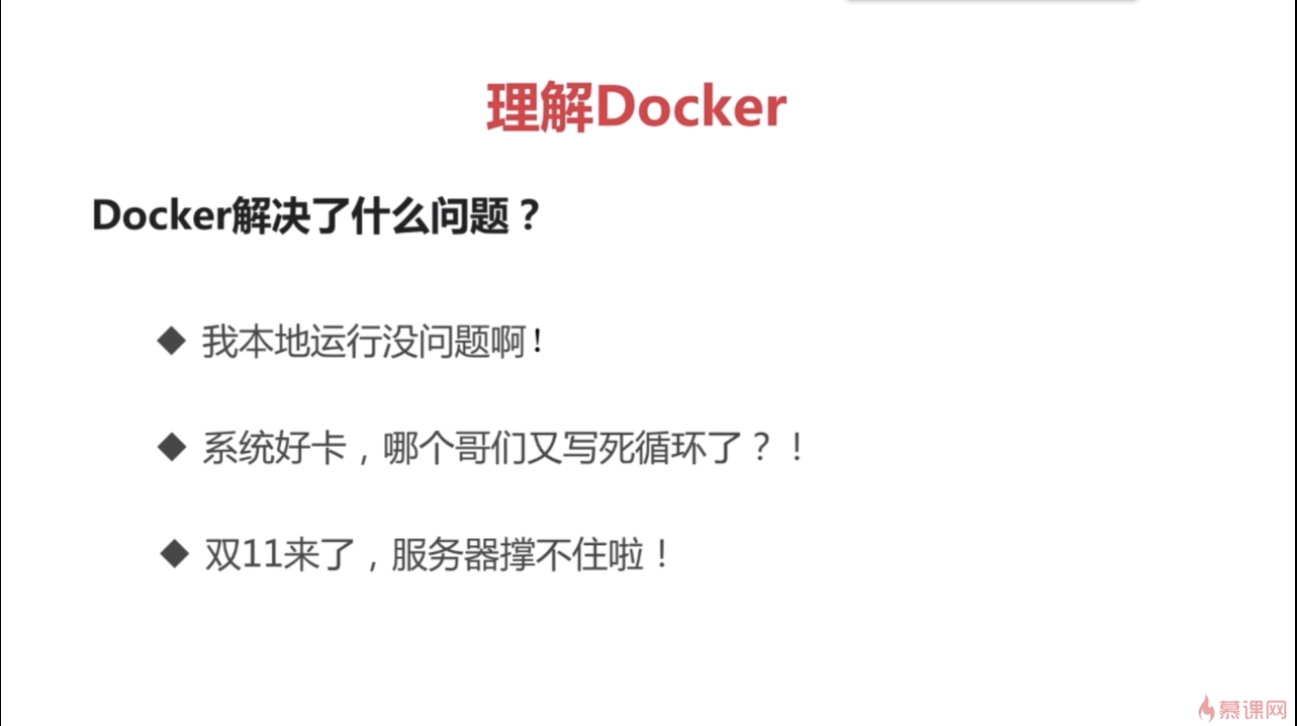 理解Docker
Docker解决了什么问题？
◆ 我本地运行没问题啊！
◆ 系统好卡，哪个哥们又写死循环了？！
◆ 双11来了，服务器撑不住啦！
慕课网